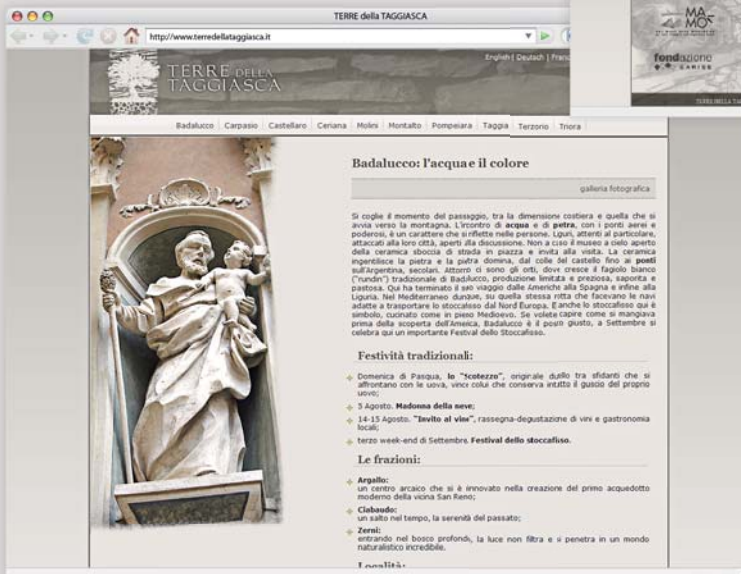 TERRE della TAGGIASCA
http://www.terredellataggiasca.it
MA
MO
fondazione
CARIGE
English | Deutsch | Franc
TERRE DELLA
TAGGIASCA
Badalucco Carpasio Castellaro Ceriana Molini Montalto Pompeiara Taggia Terzorio Triora
Badalucco: l'acqua e il colore
galleria fotografica
Si coglie il momento del passaggio, tra la dimensione costiera e quella che si
avvia verso la montagna. L'incontro di acqua e di petra, con i ponti aerei e
poderosi, è un carattere che si riflette nelle persone. Liguri, attenti al particolare,
attaccati alla loro città, aperti alla discussione. Non a caso il museo a cielo aperto
della ceramica sboccia di strada in piazza e invita alla visita. La ceramica
ingentilisce la pietra e la pietra domina, dal colle del castello fino ai ponti
sull'Argentina, secolari. Attorno ci sono gli orti, dove cresce il fagiolo bianco
("rundin") tradizionale di Badalucco, produzione limitata e preziosa, saporita e
pastosa. Qui ha terminato il suo viaggio dalle Americhe alla Spagna e infine alla
Liguria. Nel Mediterraneo dunque, su quella stessa rotta che facevano le navi
adatte a trasportare lo stoccafisso dal Nord Europa. E anche lo stoccafisso qui è
simbolo, cucinato come in pieno Medioevo. Se volete capire come si mangiava
prima della scoperta dell'America, Badalucco è il posto giusto, a Settembre si
celebra qui un importante Festival dello Stoccafisso.
Festività tradizionali:
Domenica di Pasqua, lo "Scotezzo", originale duello tra sfidanti che si
affrontano con le uova, vince colui che conserva intatto il guscio del proprio
uovo;
5 Agosto. Madonna della neve;
14-15 Agosto. "Invito al vino", rassegna-degustazione di vini e gastronomia
locali;
terzo week-end di Settembre. Festival dello stoccafisso.
Le frazioni:
Argallo:
un centro arcaico che si è innovato nella creazione del primo acquedotto
moderno della vicina San Reno;
Ciabaudo:
un salto nel tempo, la serenità del passato;
Zerni:
entrando nel bosco profondo, la luce non filtra e si penetra in un mondo
naturalistico incredibile.
Località: